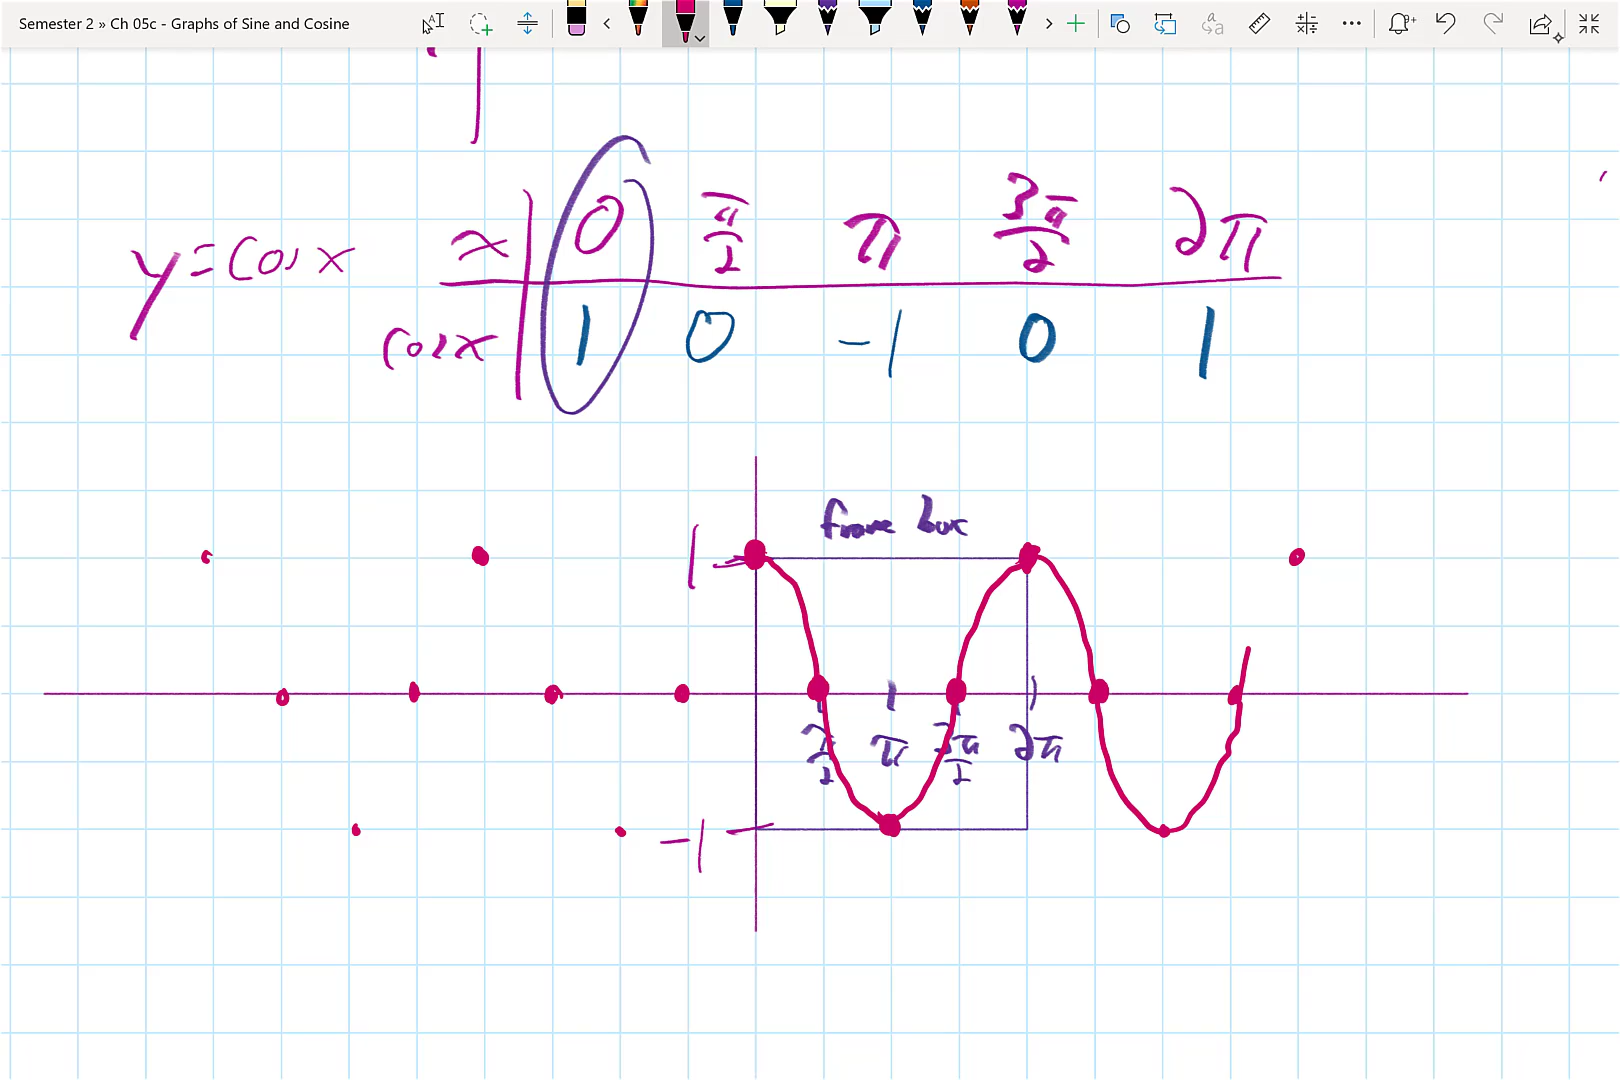 Semester 2 » Ch 05c - Graphs of Sine and Cosine
y = cos x
x | 0 π/2 π 3π/2 2π
cos x | 1 0 -1 0 1
frame box
1
π/2 π 3π/2 2π
-1